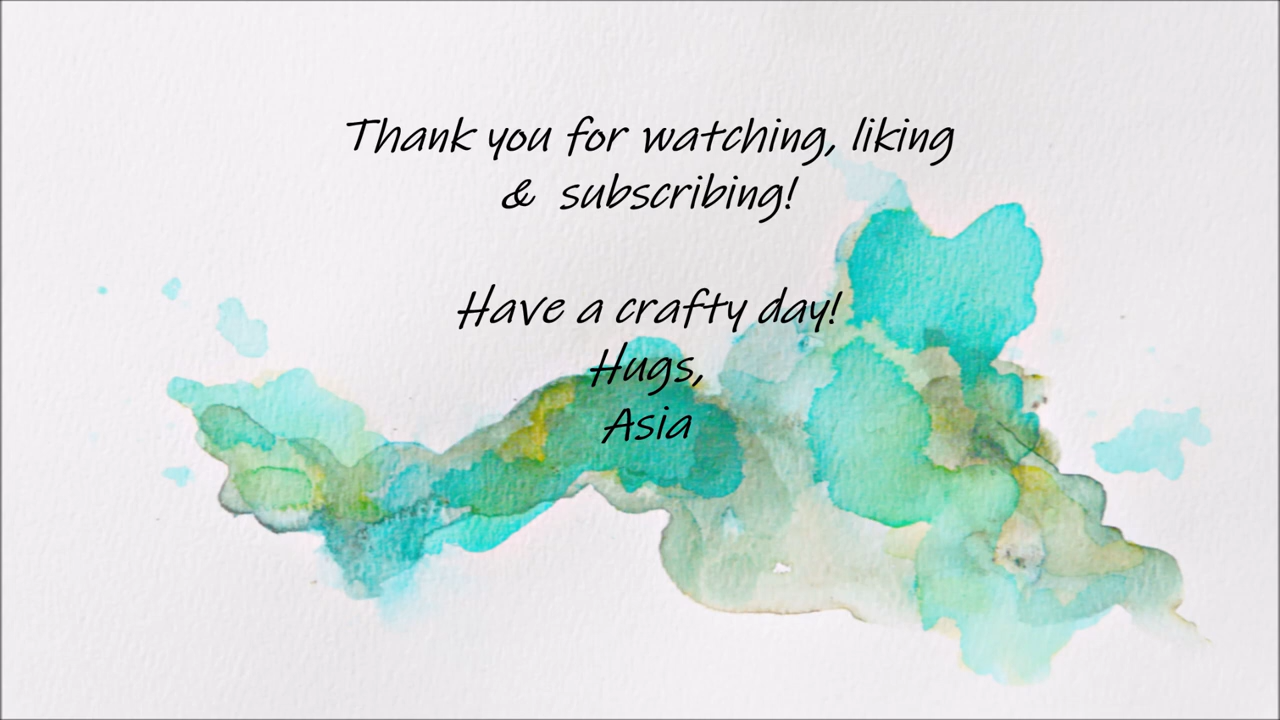 Thank you for watching, liking
& subscribing!
Have a crafty day!
Hugs,
Asia